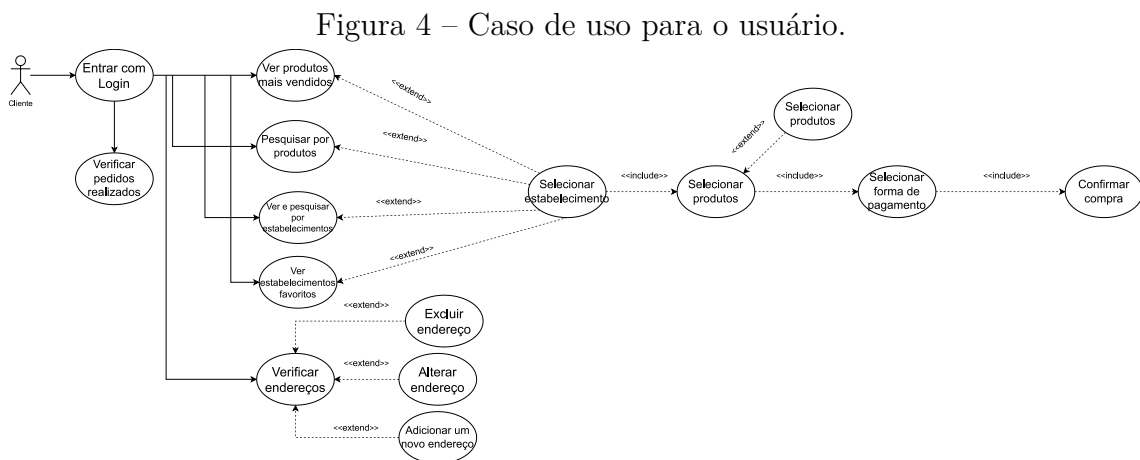 Figura 4 – Caso de uso para o usuário.
Cliente
Entrar com
Login
Verificar
pedidos
realizados
Ver produtos
mais vendidos
Pesquisar por
produtos
Ver e pesquisar
por
estabelecimentos
Ver
estabelecimentos
favoritos
<<extend>>
<<extend>>
<<extend>>
<<extend>>
Selecionar
estabelecimento
<<include>>
Selecionar
produtos
<<extend>>
Selecionar
produtos
<<include>>
Selecionar
forma de
pagamento
<<include>>
Confirmar
compra
Verificar
endereços
<<extend>>
Excluir
endereço
<<extend>>
Alterar
endereço
<<extend>>
Adicionar um
novo endereço